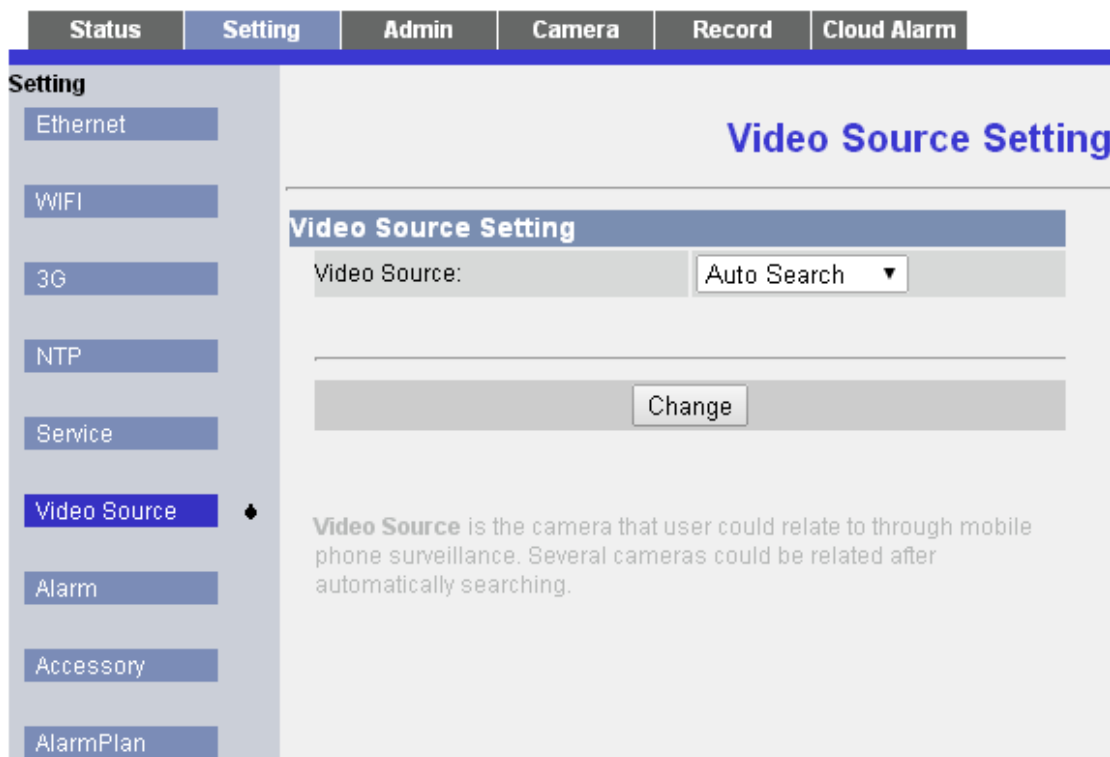 Status Setting Admin Camera Record Cloud Alarm
Setting
Ethernet
WIFI
3G
NTP
Service
Video Source
Alarm
Accessory
AlarmPlan
Video Source Setting
Video Source Setting
Video Source: Auto Search
Change
Video Source is the camera that user could relate to through mobile
phone surveillance. Several cameras could be related after
automatically searching.